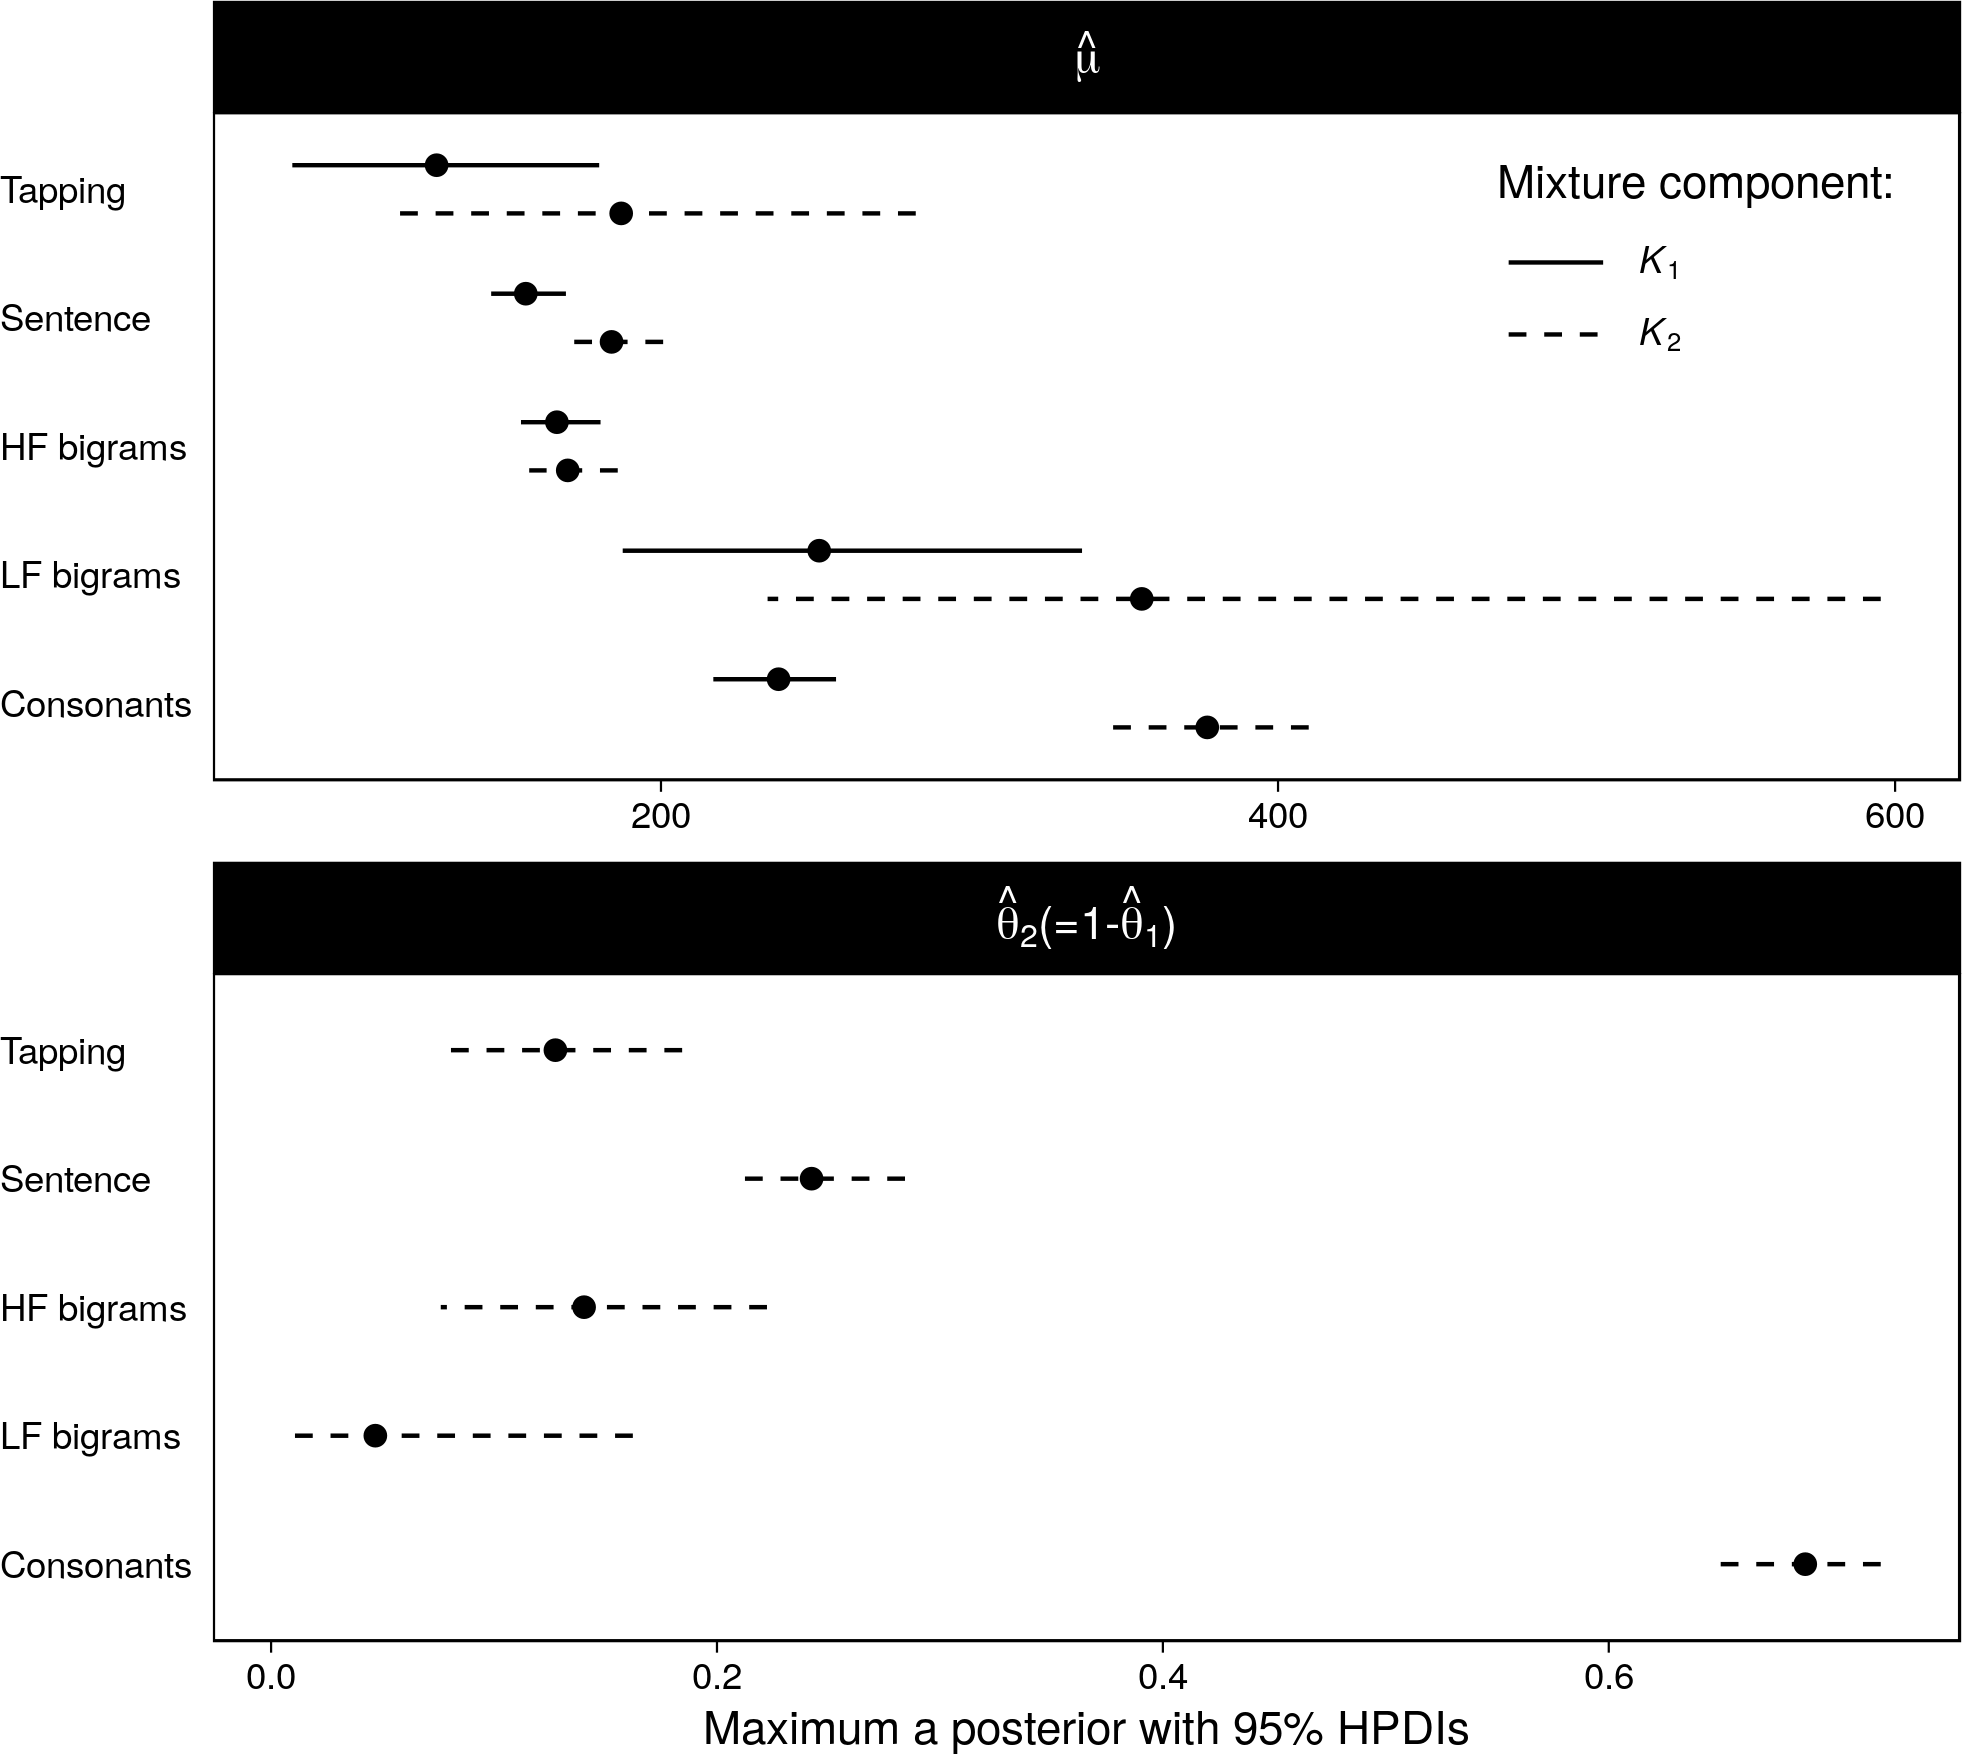 μ̂
Mixture component:
K₁
K₂
Tapping
Sentence
HF bigrams
LF bigrams
Consonants
200 400 600
θ̂₂(=1-θ̂₁)
Tapping
Sentence
HF bigrams
LF bigrams
Consonants
0.0 0.2 0.4 0.6
Maximum a posterior with 95% HPDIs